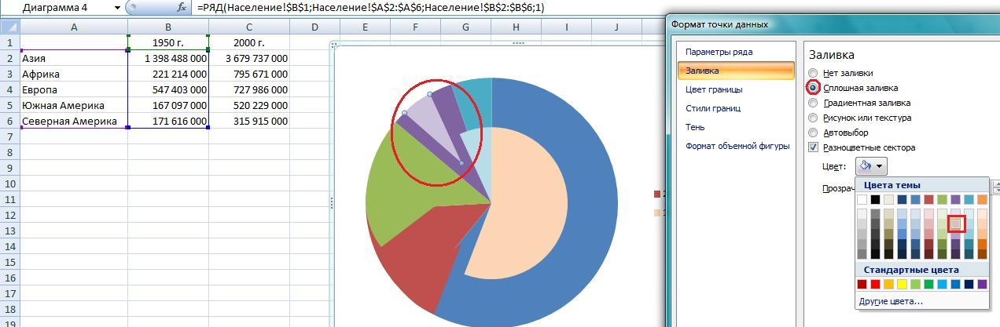 Диаграмма 4 fx =РЯД(Население!$B$1;Население!$A$2:$A$6;Население!$B$2:$B$6;1)
A B C D E F G H I J
1 1950 г. 2000 г.
2 Азия 1 398 488 000 3 679 737 000
3 Африка 221 214 000 795 671 000
4 Европа 547 403 000 727 986 000
5 Южная Америка 167 097 000 520 229 000
6 Северная Америка 171 616 000 315 915 000
7
8
9
10
11
12
13
14
15
16
17
18
19
Формат точки данных
Параметры ряда
Заливка
Цвет границы
Стили границ
Тень
Формат объемной фигуры
Заливка
Нет заливки
Сплошная заливка
Градиентная заливка
Рисунок или текстура
Автовыбор
Разноцветные сектора
Цвет:
Цвета темы
Стандартные цвета
Другие цвета...